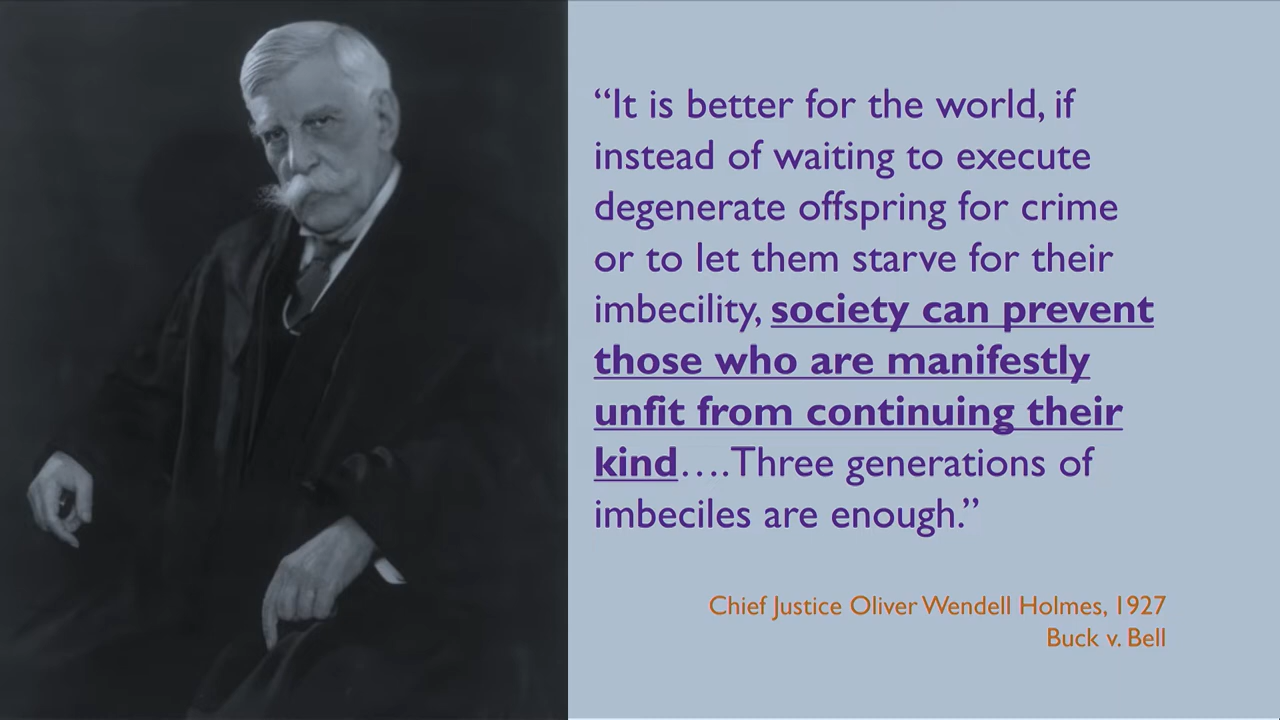 “It is better for the world, if
instead of waiting to execute
degenerate offspring for crime
or to let them starve for their
imbecility, society can prevent
those who are manifestly
unfit from continuing their
kind….Three generations of
imbeciles are enough.”
Chief Justice Oliver Wendell Holmes, 1927
Buck v. Bell